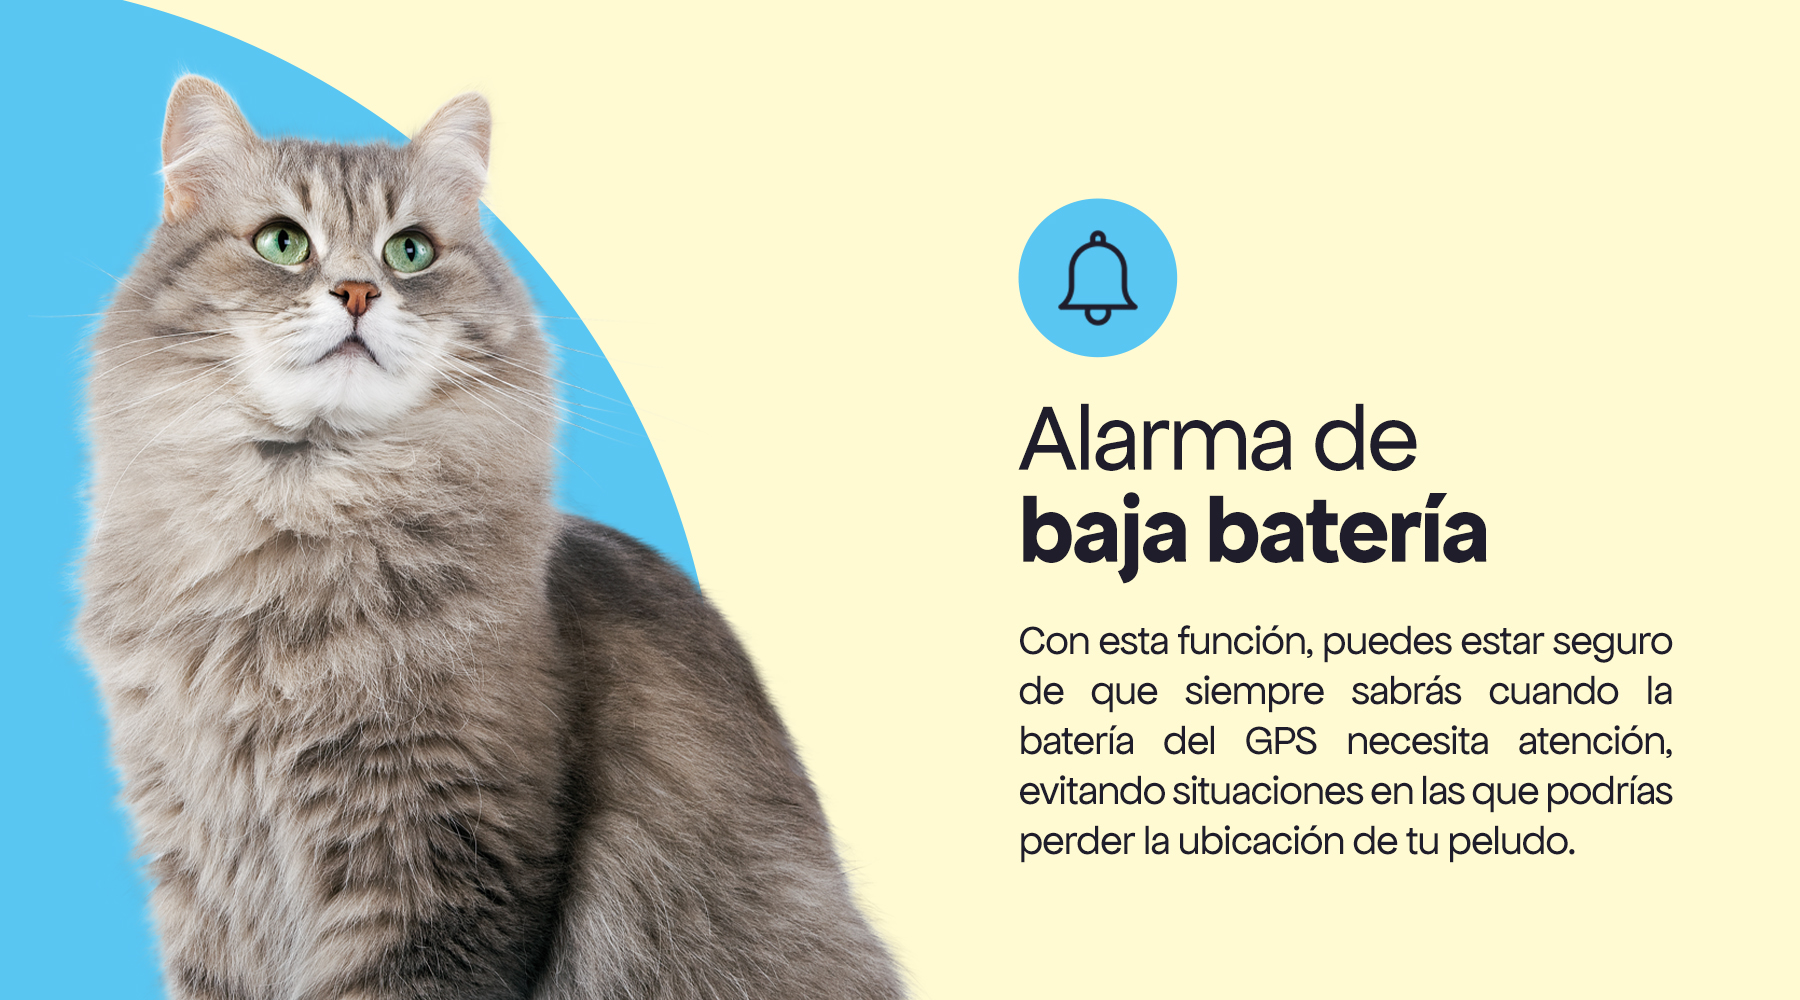 Alarma de
baja batería
Con esta función, puedes estar seguro
de que siempre sabrás cuando la
batería del GPS necesita atención,
evitando situaciones en las que podrías
perder la ubicación de tu peludo.